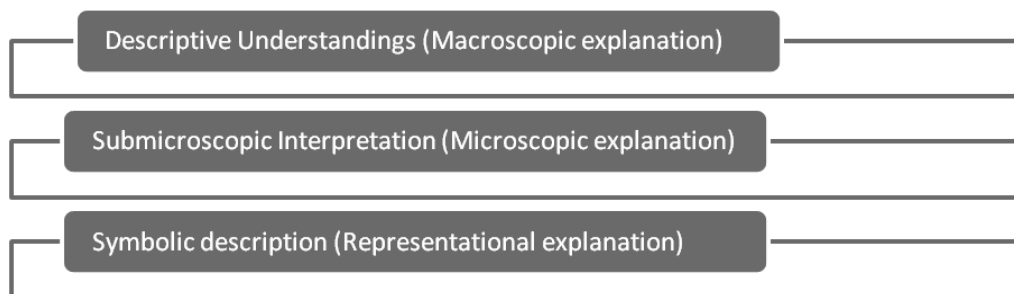 Descriptive Understandings (Macroscopic explanation)
Submicroscopic Interpretation (Microscopic explanation)
Symbolic description (Representational explanation)